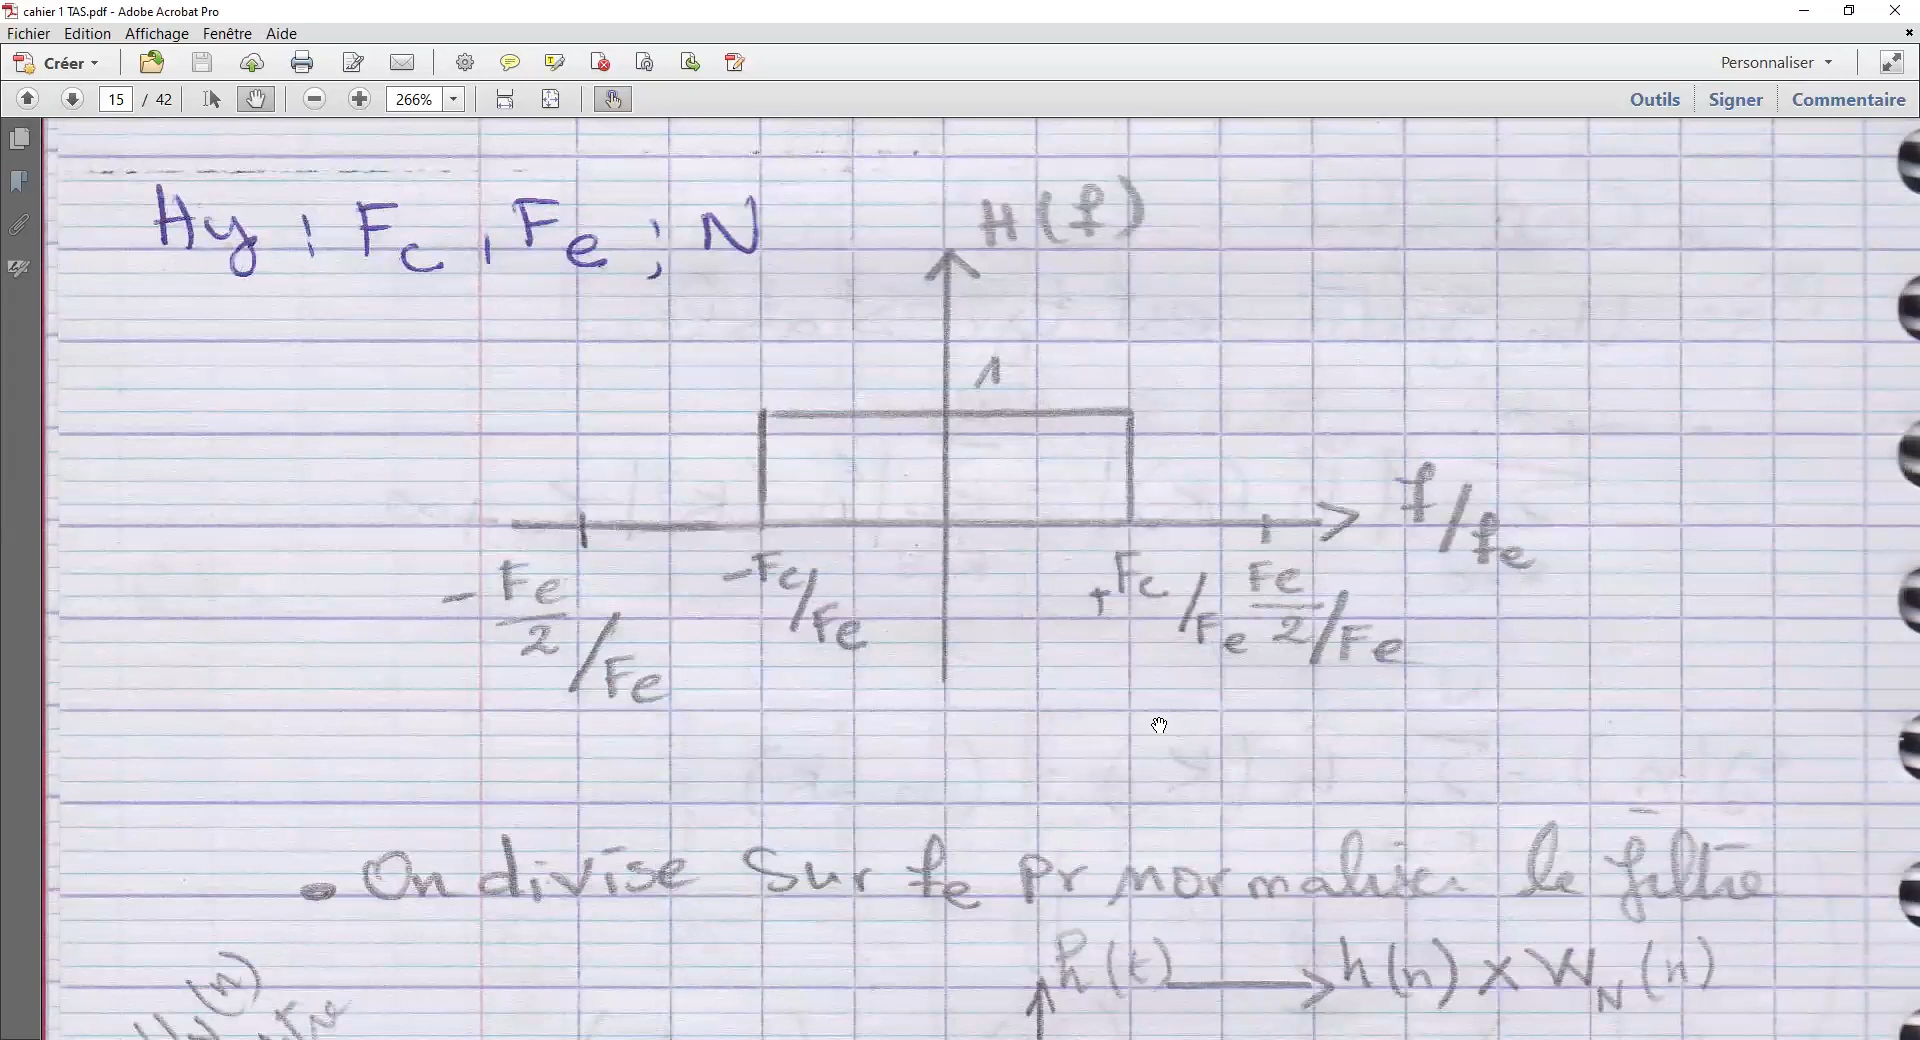 cahier 1 TAS.pdf - Adobe Acrobat Pro
Fichier Edition Affichage Fenêtre Aide
Créer
Personnaliser
15 / 42
266%
Outils Signer Commentaire
Hy : Fc , Fe ; N
H(f)
1
f/fe
-Fe/2/Fe -Fc/Fe +Fc/Fe Fe/2/Fe
• On divise Sur fe pr normaliser le filtre
h(t) → h(n) × WN(n)